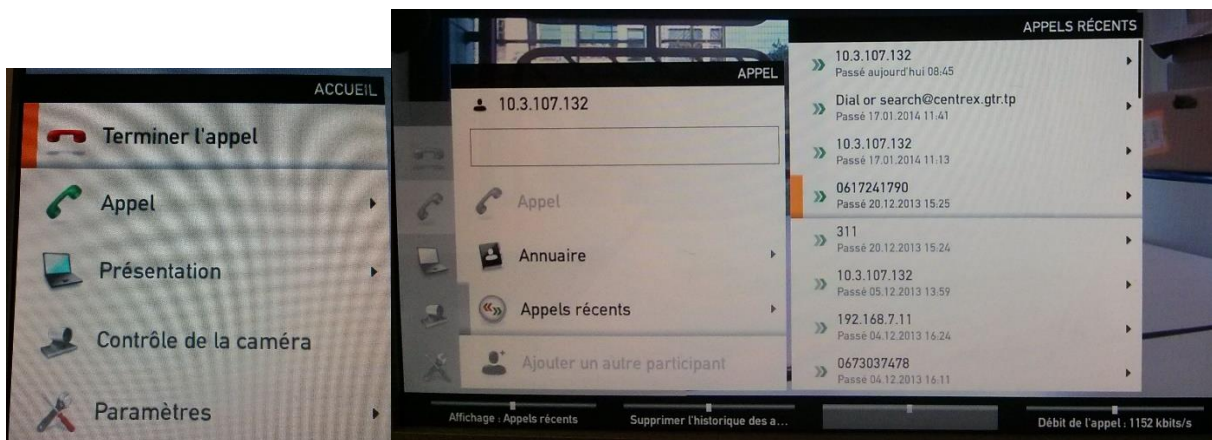 ACCUEIL
Terminer l'appel
Appel
Présentation
Contrôle de la caméra
Paramètres
APPEL
10.3.107.132
Appel
Annuaire
Appels récents
Ajouter un autre participant
APPELS RÉCENTS
10.3.107.132
Passé aujourd'hui 08:45
Dial or search@centrex.gtr.tp
Passé 17.01.2014 11:41
10.3.107.132
Passé 17.01.2014 11:13
0617241790
Passé 20.12.2013 15:25
311
Passé 20.12.2013 15:24
10.3.107.132
Passé 05.12.2013 13:59
192.168.7.11
Passé 04.12.2013 16:24
0673037478
Passé 04.12.2013 16:11
Affichage : Appels récents
Supprimer l'historique des a...
Débit de l'appel : 1152 kbits/s